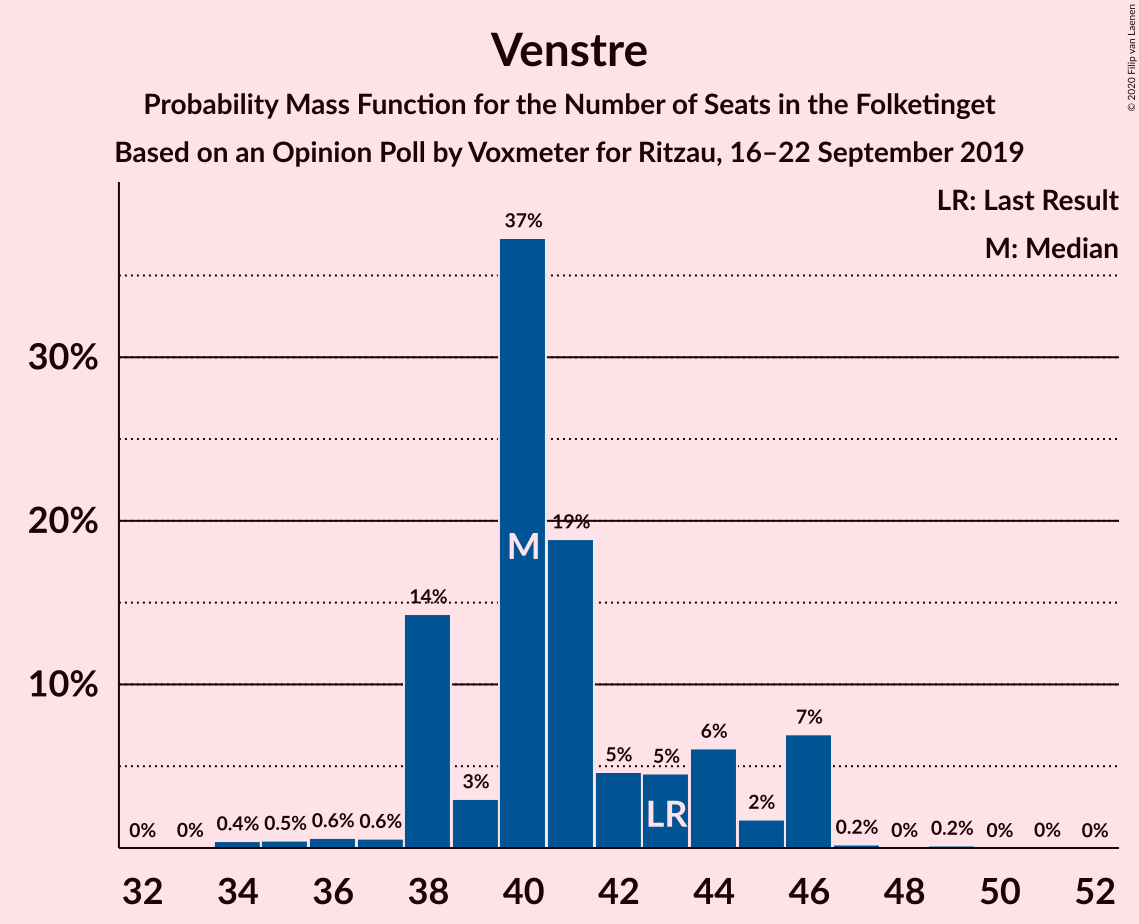 Venstre
Probability Mass Function for the Number of Seats in the Folketinget
Based on an Opinion Poll by Voxmeter for Ritzau, 16–22 September 2019
© 2020 Filip van Laenen
LR: Last Result
M: Median
30%
20%
10%
0% 0% 0.4% 0.5% 0.6% 0.6% 14% 3% 37% 19% 5% 5% 6% 2% 7% 0.2% 0% 0.2% 0% 0% 0%
M
LR
32 34 36 38 40 42 44 46 48 50 52